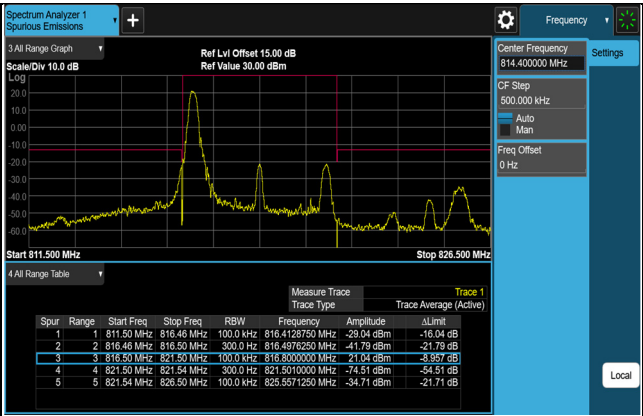 Spectrum Analyzer 1
Spurious Emissions
Frequency
3 All Range Graph
Ref Lvl Offset 15.00 dB
Scale/Div 10.0 dB
Ref Value 30.00 dBm
Log
20.0
10.0
0.00
-10.0
-20.0
-30.0
-40.0
-50.0
-60.0
Start 811.500 MHz
Stop 826.500 MHz
4 All Range Table
Measure Trace Trace 1
Trace Type Trace Average (Active)
Spur Range Start Freq Stop Freq RBW Frequency Amplitude ΔLimit
1 1 811.50 MHz 816.46 MHz 100.0 kHz 816.4128750 MHz -29.04 dBm -16.04 dB
2 2 816.46 MHz 816.50 MHz 300.0 Hz 816.4976250 MHz -41.79 dBm -21.79 dB
3 3 816.50 MHz 821.50 MHz 100.0 kHz 816.8000000 MHz 21.04 dBm -8.957 dB
4 4 821.50 MHz 821.54 MHz 300.0 Hz 821.5010000 MHz -74.51 dBm -54.51 dB
5 5 821.54 MHz 826.50 MHz 100.0 kHz 825.5571250 MHz -34.71 dBm -21.71 dB
Center Frequency
814.400000 MHz
Settings
CF Step
500.000 kHz
Auto
Man
Freq Offset
0 Hz
Local